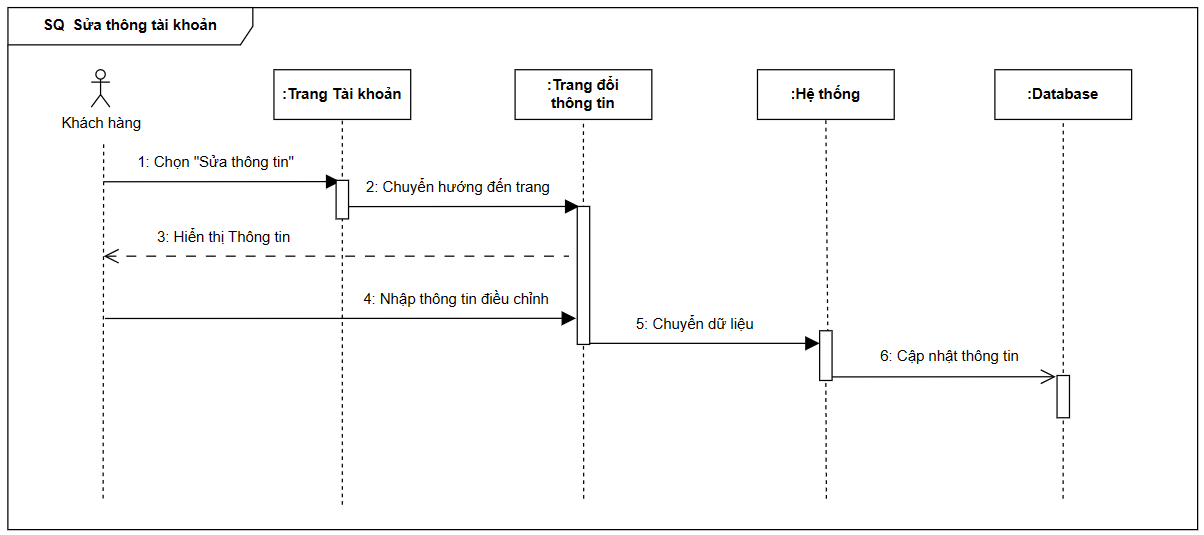 SQ Sửa thông tài khoản
Khách hàng
:Trang Tài khoản
:Trang đổi
thông tin
:Hệ thống
:Database
1: Chọn "Sửa thông tin"
2: Chuyển hướng đến trang
3: Hiển thị Thông tin
4: Nhập thông tin điều chỉnh
5: Chuyển dữ liệu
6: Cập nhật thông tin